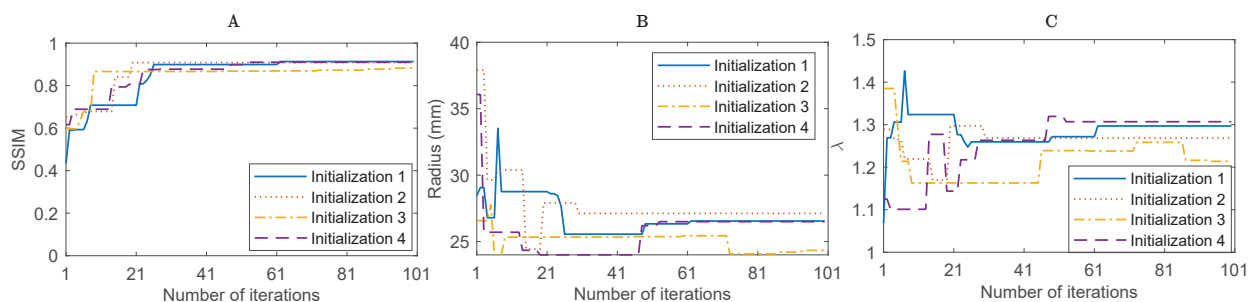 A
1
0.8
0.6
0.4
0.2
0
SSIM
1 21 41 61 81 101
Number of iterations
Initialization 1
Initialization 2
Initialization 3
Initialization 4
B
40
35
30
25
Radius (mm)
1 21 41 61 81 101
Number of iterations
Initialization 1
Initialization 2
Initialization 3
Initialization 4
C
1.5
1.4
1.3
1.2
1.1
1
λ
1 21 41 61 81 101
Number of iterations
Initialization 1
Initialization 2
Initialization 3
Initialization 4